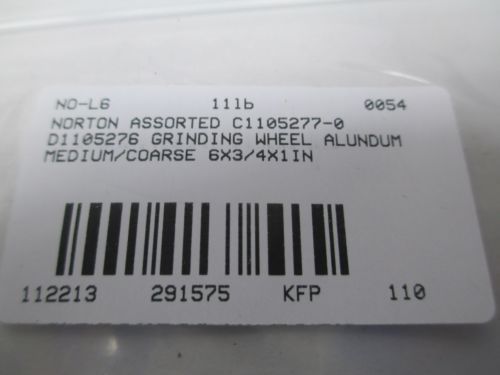 NO-L6 11lb 0054
NORTON ASSORTED C1105277-0
D1105276 GRINDING WHEEL ALUNDUM
MEDIUM/COARSE 6X3/4X1IN
112213 291575 KFP 110